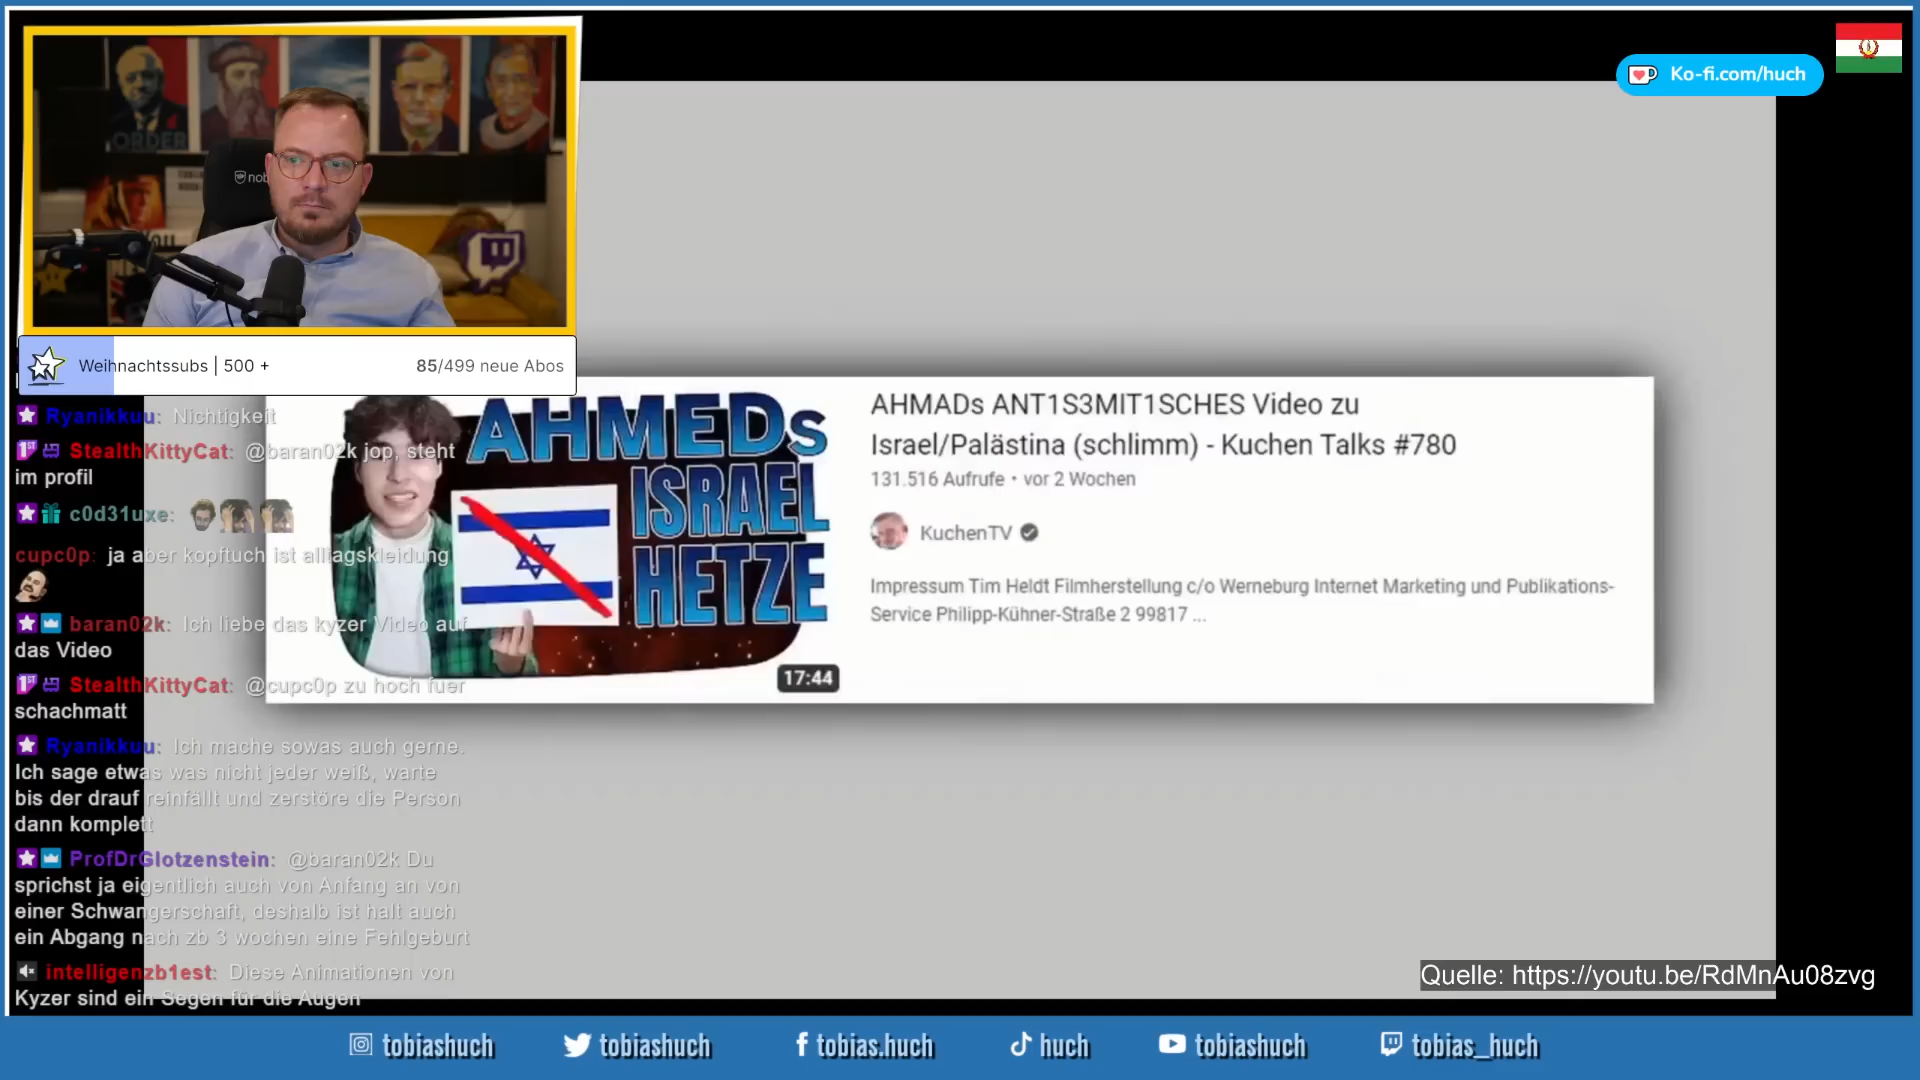 Ko-fi.com/huch
ORDER
nob
Weihnachtssubs | 500 +
85/499 neue Abos
Ryanikkuu: Nichtigkeit
StealthKittyCat: @baran02k jop, steht
im profil
c0d31uxe:
cupc0p: ja aber kopftuch ist alltagskleidung
baran02k: Ich liebe das kyzer Video auf
das Video
StealthKittyCat: @cupc0p zu hoch fuer
schachmatt
Ryanikkuu: Ich mache sowas auch gerne.
Ich sage etwas was nicht jeder weiß, warte
bis der drauf reinfällt und zerstöre die Person
dann komplett
ProfDrGlotzenstein: @baran02k Du
sprichst ja eigentlich auch von Anfang an von
einer Schwangerschaft, deshalb ist halt auch
ein Abgang nach zb 3 wochen eine Fehlgeburt
intelligenzb1est: Diese Animationen von
Kyzer sind ein Segen für die Augen
AHMEDs
ISRAEL
HETZE
17:44
AHMADs ANT1S3MIT1SCHES Video zu
Israel/Palästina (schlimm) - Kuchen Talks #780
131.516 Aufrufe • vor 2 Wochen
KuchenTV
Impressum Tim Heldt Filmherstellung c/o Werneburg Internet Marketing und Publikations-
Service Philipp-Kühner-Straße 2 99817 ...
Quelle: https://youtu.be/RdMnAu08zvg
tobiashuch
tobiashuch
tobias.huch
huch
tobiashuch
tobias_huch